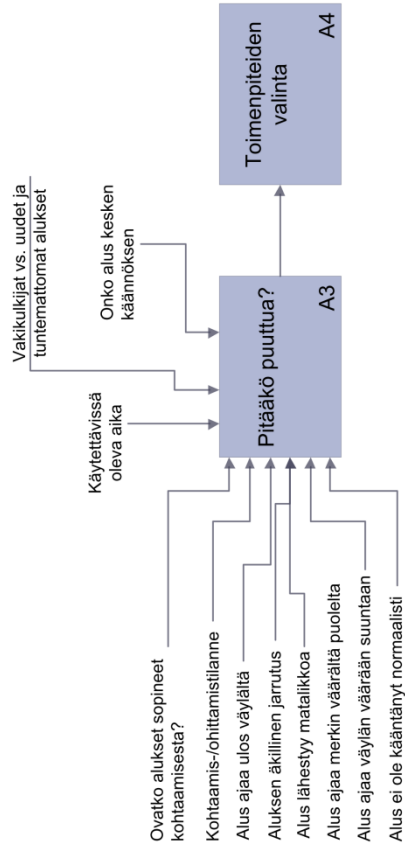 Vakikulkijat vs. uudet ja
tuntemattomat alukset
Käytettävissä
oleva aika
Onko alus kesken
käännöksen
Ovatko alukset sopineet
kohtaamisesta?
Kohtaamis-/ohittamistilanne
Alus ajaa ulos väylältä
Aluksen äkillinen jarrutus
Alus lähestyy matalikkoa
Alus ajaa merkin väärältä puolelta
Alus ajaa väylän väärään suuntaan
Alus ei ole kääntänyt normaalisti
Pitääkö puuttua?
A3
Toimenpiteiden
valinta
A4